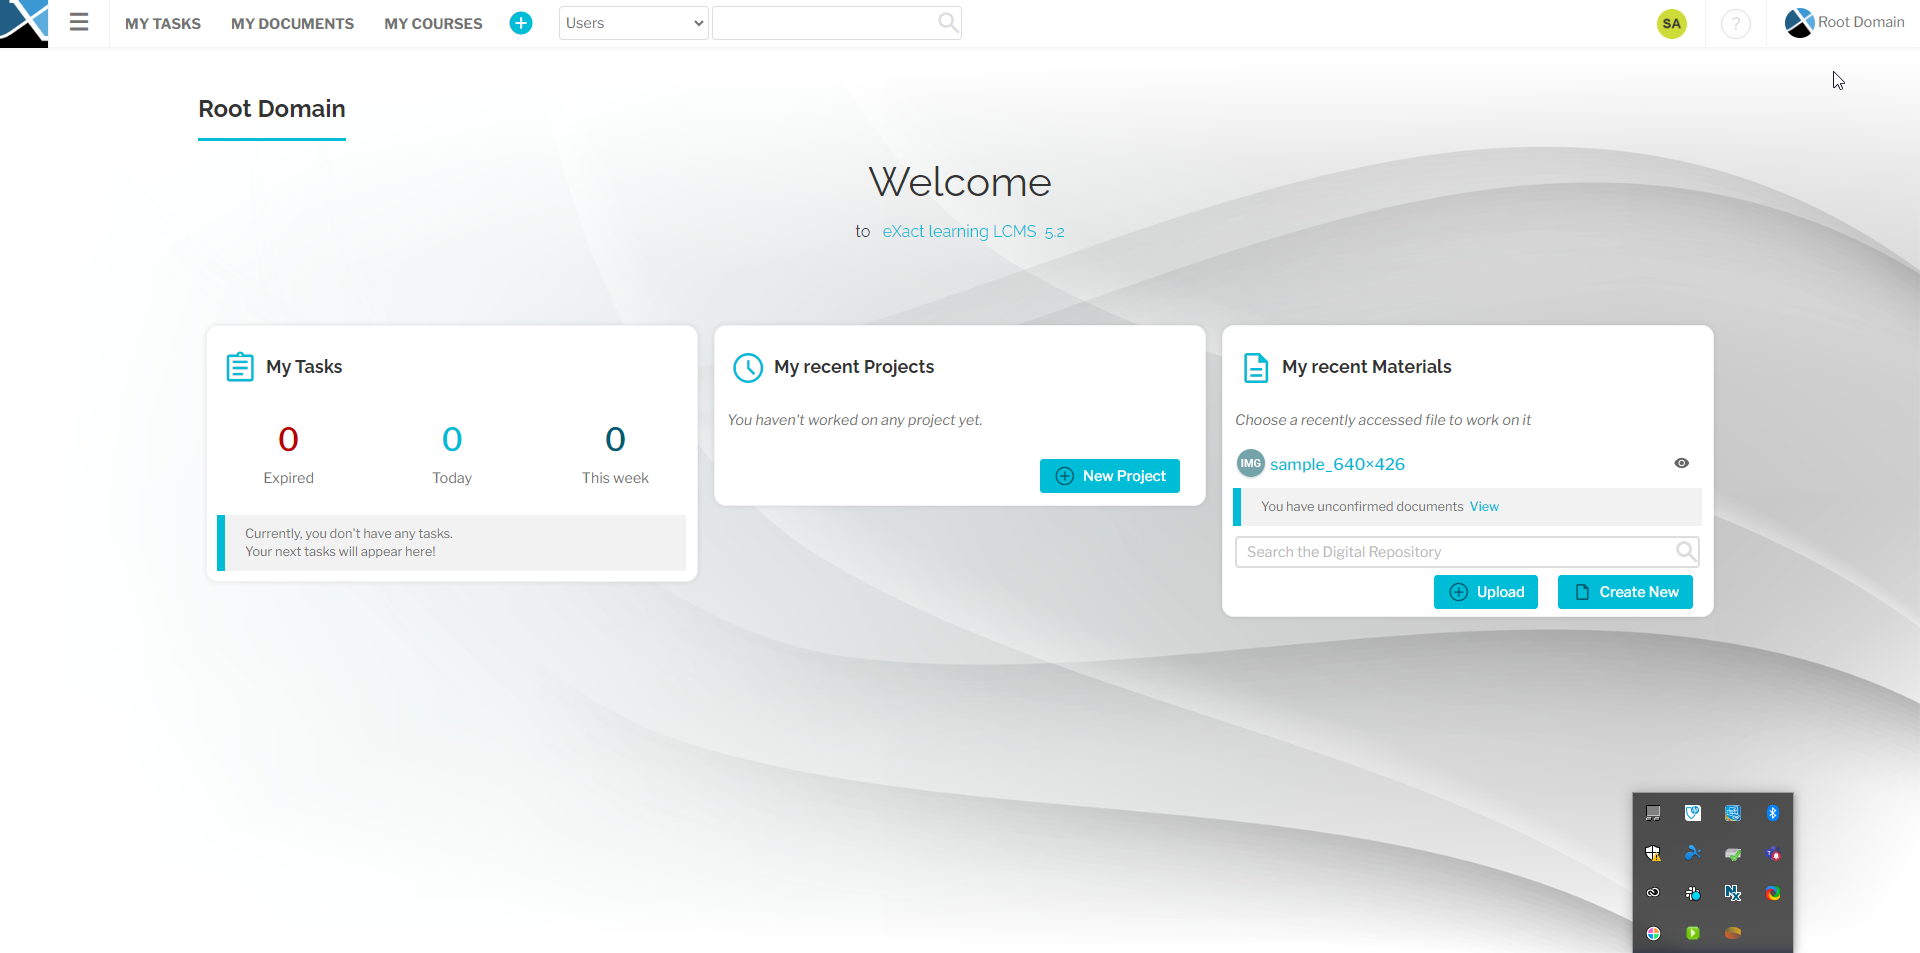 MY TASKS MY DOCUMENTS MY COURSES Users SA ? Root Domain
Root Domain
Welcome
to eXact learning LCMS 5.2
My Tasks
0 0 0
Expired Today This week
Currently, you don't have any tasks.
Your next tasks will appear here!
My recent Projects
You haven't worked on any project yet.
New Project
My recent Materials
Choose a recently accessed file to work on it
IMG sample_640×426
You have unconfirmed documents View
Search the Digital Repository
Upload Create New